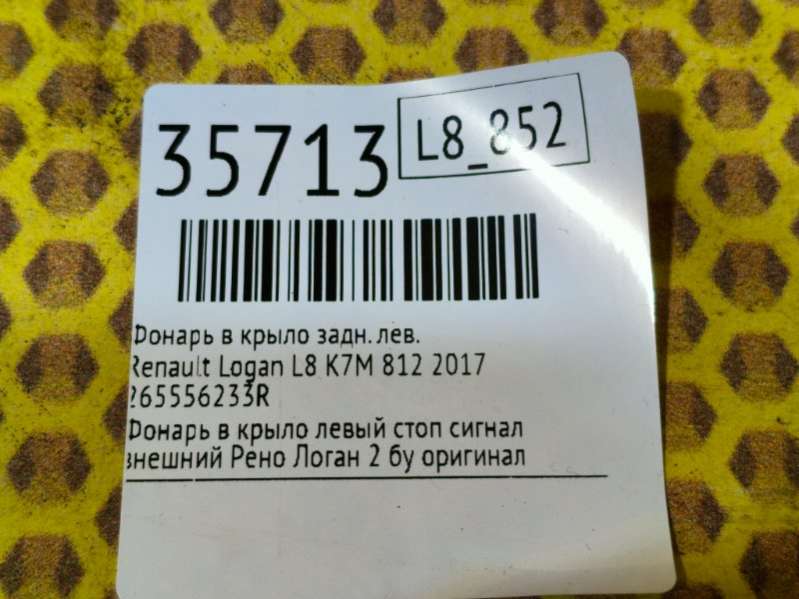 35713
L8_852
Фонарь в крыло задн. лев.
Renault Logan L8 K7M 812 2017
265556233R
Фонарь в крыло левый стоп сигнал
внешний Рено Логан 2 бу оригинал